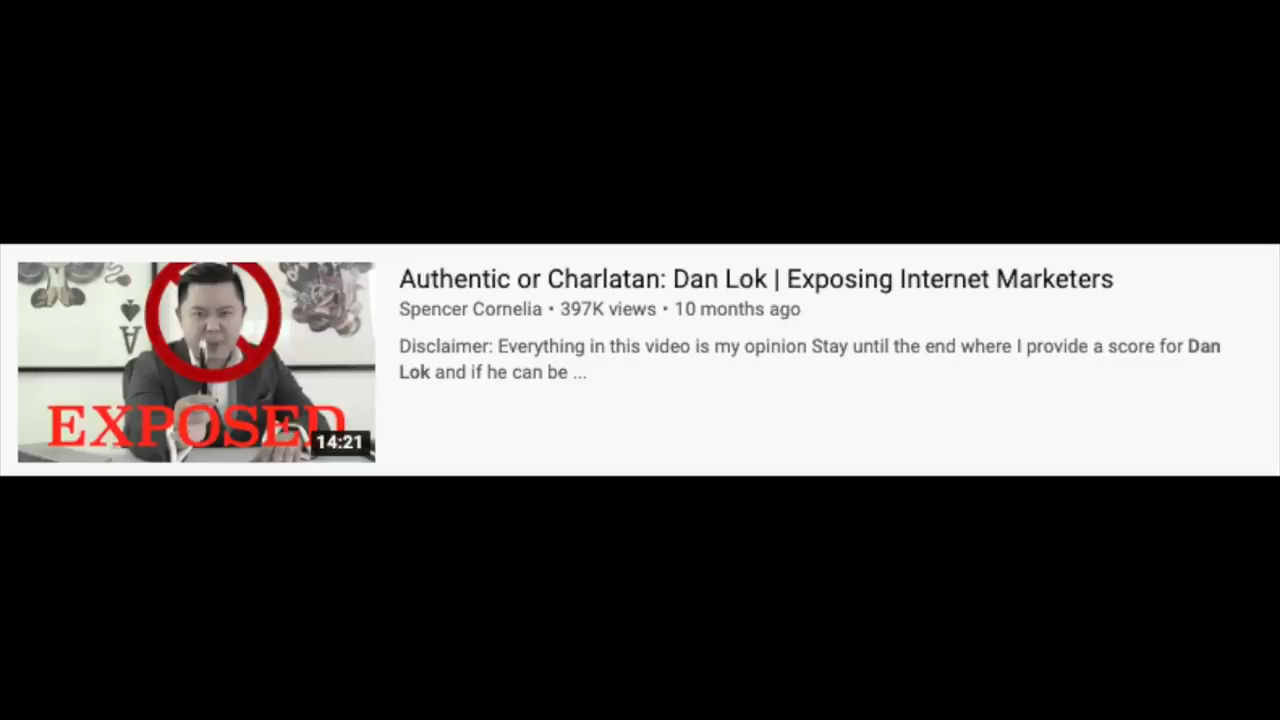 Authentic or Charlatan: Dan Lok | Exposing Internet Marketers
Spencer Cornelia • 397K views • 10 months ago
Disclaimer: Everything in this video is my opinion Stay until the end where I provide a score for Dan
Lok and if he can be ...
A
EXPOSED
14:21